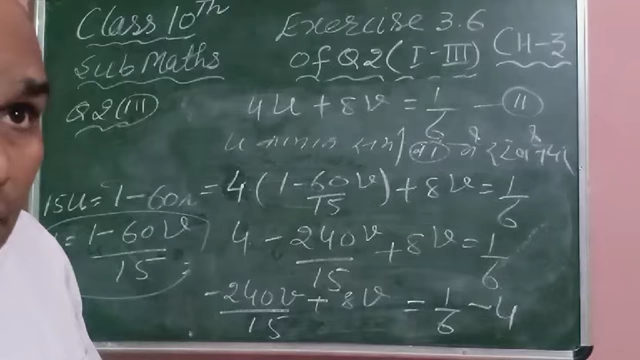 Class 10th Exercise 3.6
Sub Maths of Q2 (I-III) CH-3
Q2(III) 4u + 8v = 1/6 — (II)
u का मान समी
15u = 1-60v = 4(1-60v/15) + 8v = 1/6
= 1-60v/15 = 4 - 240v/15 + 8v = 1/6
-240v/15 + 8v = 1/6 - 4